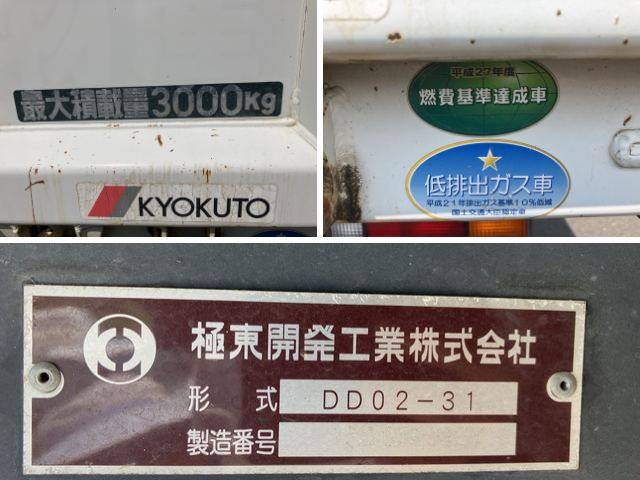 最大積載量3000Kg
KYOKUTO
平成27年度
燃費基準達成車
低排出ガス車
平成21年排出ガス基準10%低減
国土交通大臣認定車
極東開発工業株式会社
形式 DD02-31
製造番号